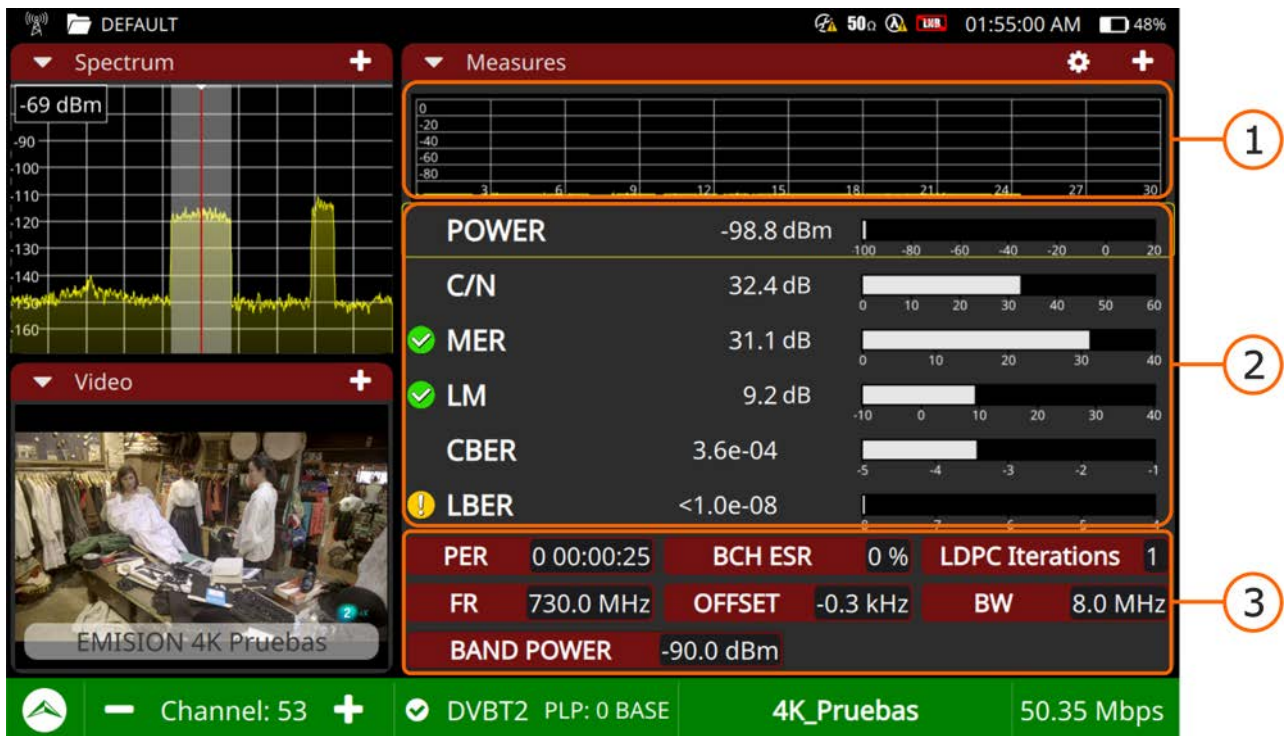 DEFAULT 50Ω LNB 01:55:00 AM 48%
Spectrum
-69 dBm
-90
-100
-110
-120
-130
-140
-150
-160
Video
2
EMISION 4K Pruebas
Measures
0
-20
-40
-60
-80
3 6 9 12 15 18 21 24 27 30
1
POWER -98.8 dBm
-100 -80 -60 -40 -20 0 20
C/N 32.4 dB
0 10 20 30 40 50 60
MER 31.1 dB
0 10 20 30 40
LM 9.2 dB
-10 0 10 20 30 40
CBER 3.6e-04
-5 -4 -3 -2 -1
LBER <1.0e-08
2
PER 0 00:00:25 BCH ESR 0 % LDPC Iterations 1
FR 730.0 MHz OFFSET -0.3 kHz BW 8.0 MHz
BAND POWER -90.0 dBm
3
Channel: 53 DVBT2 PLP: 0 BASE 4K_Pruebas 50.35 Mbps